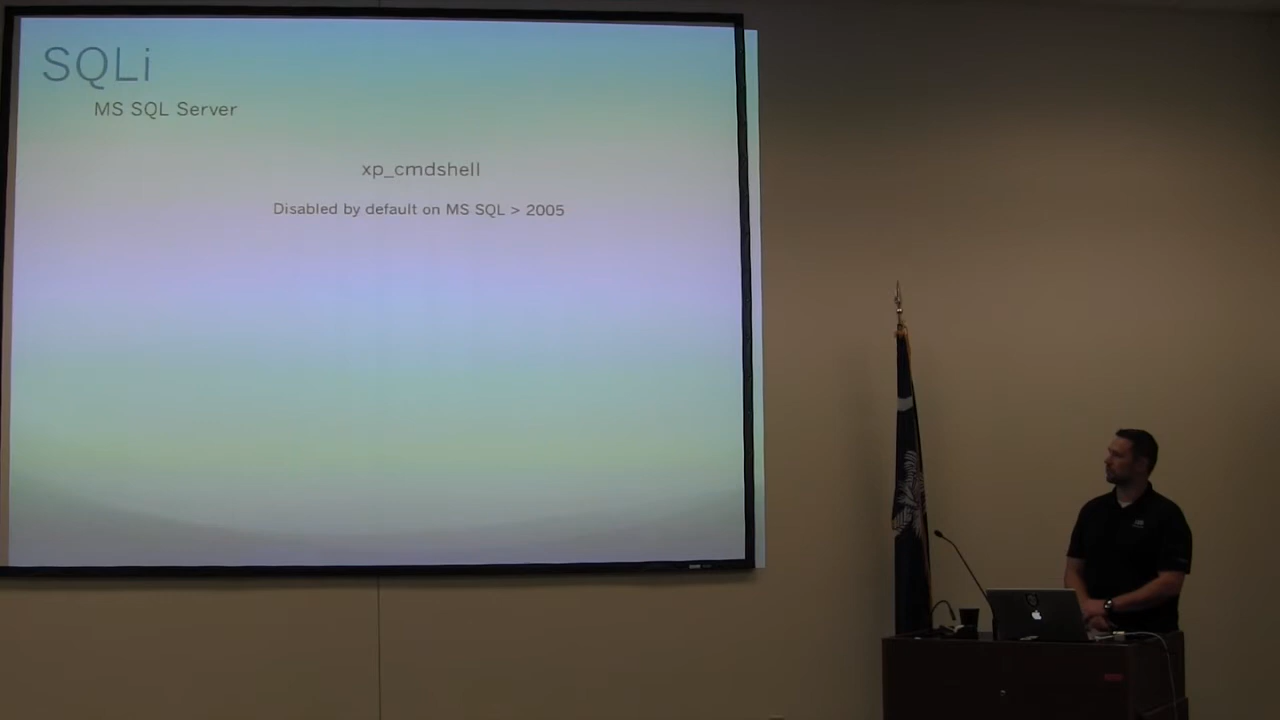 SQLi
MS SQL Server
xp_cmdshell
Disabled by default on MS SQL > 2005